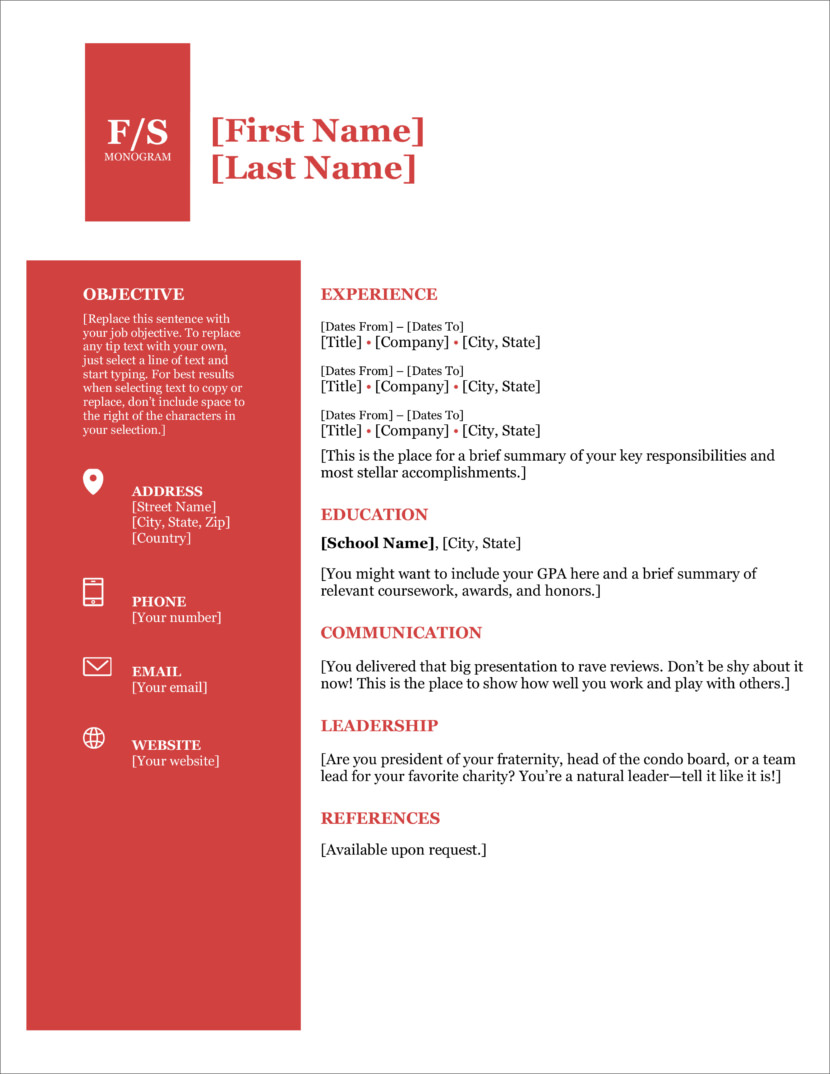 F/S
MONOGRAM
[First Name]
[Last Name]
OBJECTIVE
[Replace this sentence with
your job objective. To replace
any tip text with your own,
just select a line of text and
start typing. For best results
when selecting text to copy or
replace, don’t include space to
the right of the characters in
your selection.]
ADDRESS
[Street Name]
[City, State, Zip]
[Country]
PHONE
[Your number]
EMAIL
[Your email]
WEBSITE
[Your website]
EXPERIENCE
[Dates From] – [Dates To]
[Title] • [Company] • [City, State]
[Dates From] – [Dates To]
[Title] • [Company] • [City, State]
[Dates From] – [Dates To]
[Title] • [Company] • [City, State]
[This is the place for a brief summary of your key responsibilities and
most stellar accomplishments.]
EDUCATION
[School Name], [City, State]
[You might want to include your GPA here and a brief summary of
relevant coursework, awards, and honors.]
COMMUNICATION
[You delivered that big presentation to rave reviews. Don’t be shy about it
now! This is the place to show how well you work and play with others.]
LEADERSHIP
[Are you president of your fraternity, head of the condo board, or a team
lead for your favorite charity? You’re a natural leader—tell it like it is!]
REFERENCES
[Available upon request.]